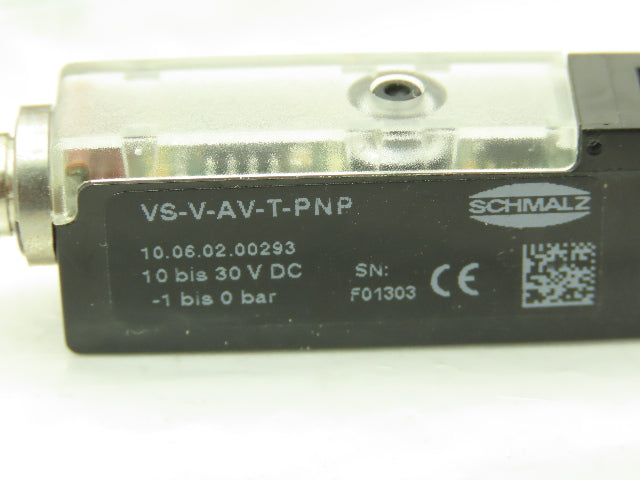 VS-V-AV-T-PNP
SCHMALZ
10.06.02.00293
10 bis 30 V DC
-1 bis 0 bar
SN:
F01303
CE